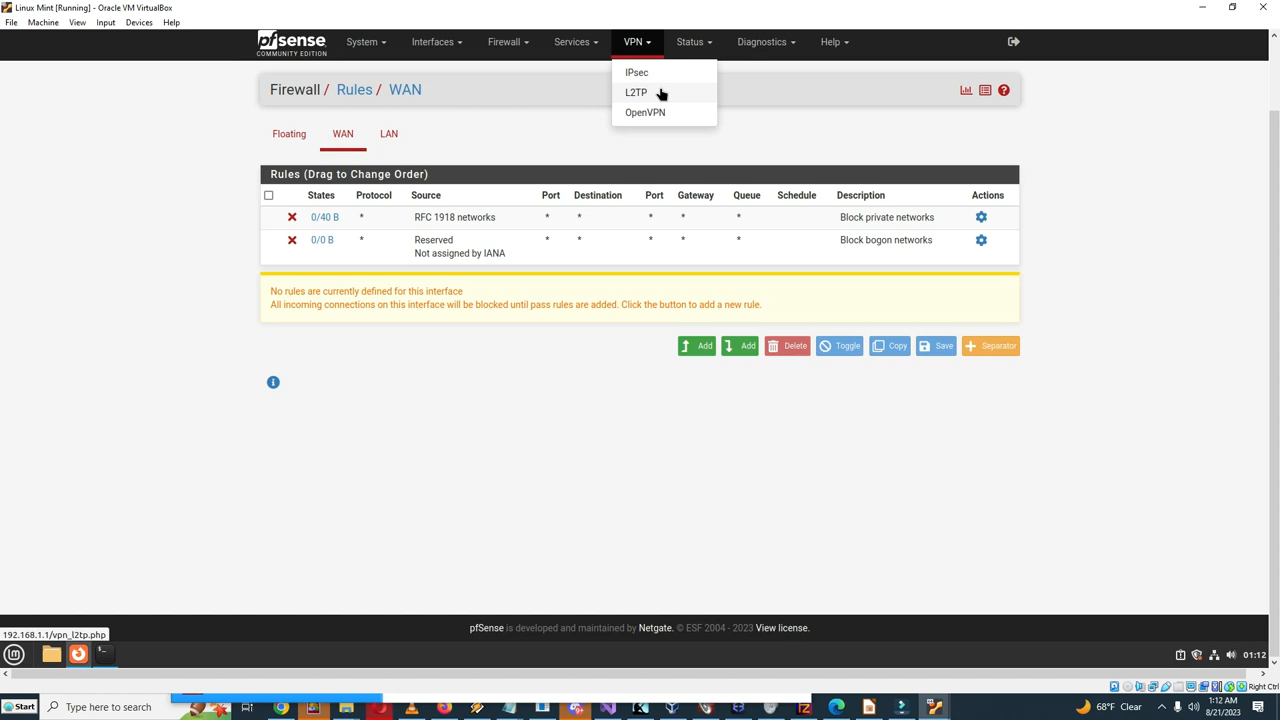 Linux Mint [Running] - Oracle VM VirtualBox
File Machine View Input Devices Help
pfsense
COMMUNITY EDITION
System Interfaces Firewall Services VPN Status Diagnostics Help
IPsec
L2TP
OpenVPN
Firewall / Rules / WAN
Floating WAN LAN
Rules (Drag to Change Order)
States Protocol Source Port Destination Port Gateway Queue Schedule Description Actions
0/40 B * RFC 1918 networks * * * * * Block private networks
0/0 B * Reserved * * * * * Block bogon networks
Not assigned by IANA
No rules are currently defined for this interface
All incoming connections on this interface will be blocked until pass rules are added. Click the button to add a new rule.
Add Add Delete Toggle Copy Save Separator
pfSense is developed and maintained by Netgate. © ESF 2004 - 2023 View license.
192.168.1.1/vpn_l2tp.php
01:12
Right Ctrl
Start
Type here to search
68°F Clear
1:12 AM
8/21/2023